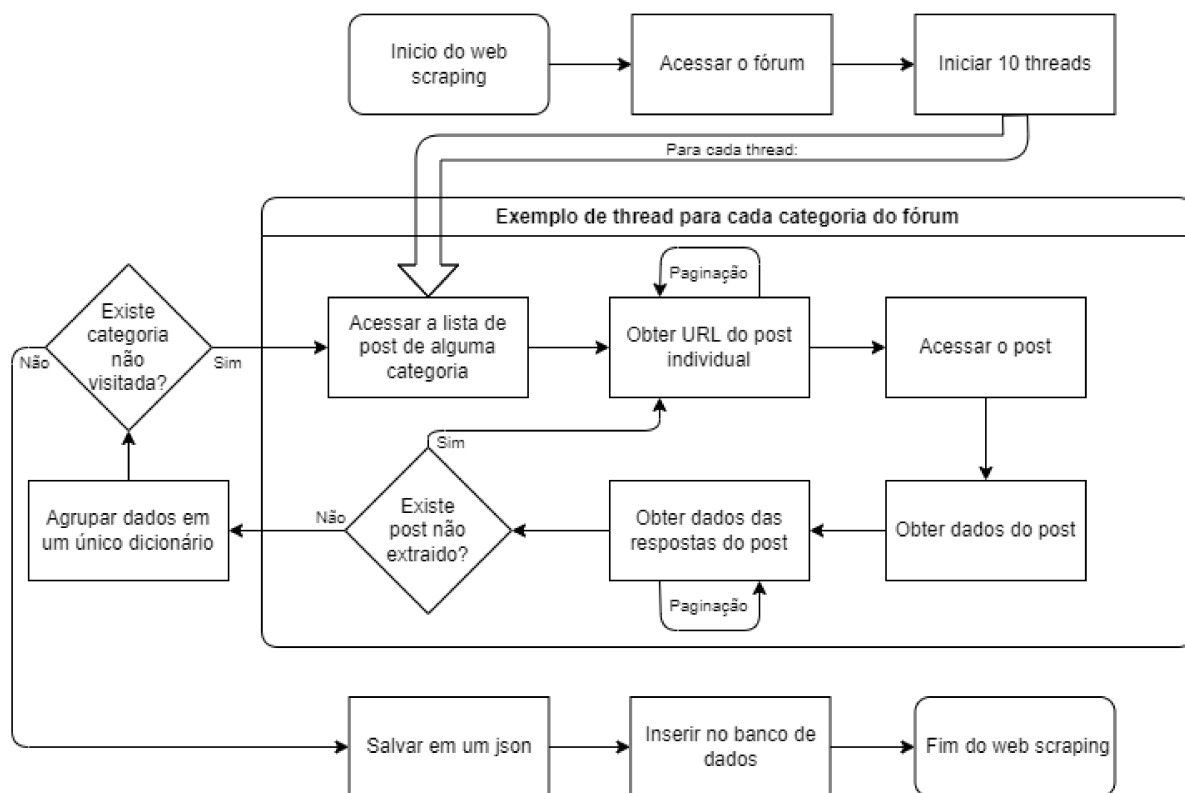 Inicio do web
scraping
Acessar o fórum
Iniciar 10 threads
Para cada thread:
Exemplo de thread para cada categoria do fórum
Existe
categoria
não
visitada?
Não
Sim
Acessar a lista de
post de alguma
categoria
Paginação
Obter URL do post
individual
Acessar o post
Sim
Agrupar dados em
um único dicionário
Não
Existe
post não
extraido?
Obter dados das
respostas do post
Paginação
Obter dados do post
Salvar em um json
Inserir no banco de
dados
Fim do web scraping